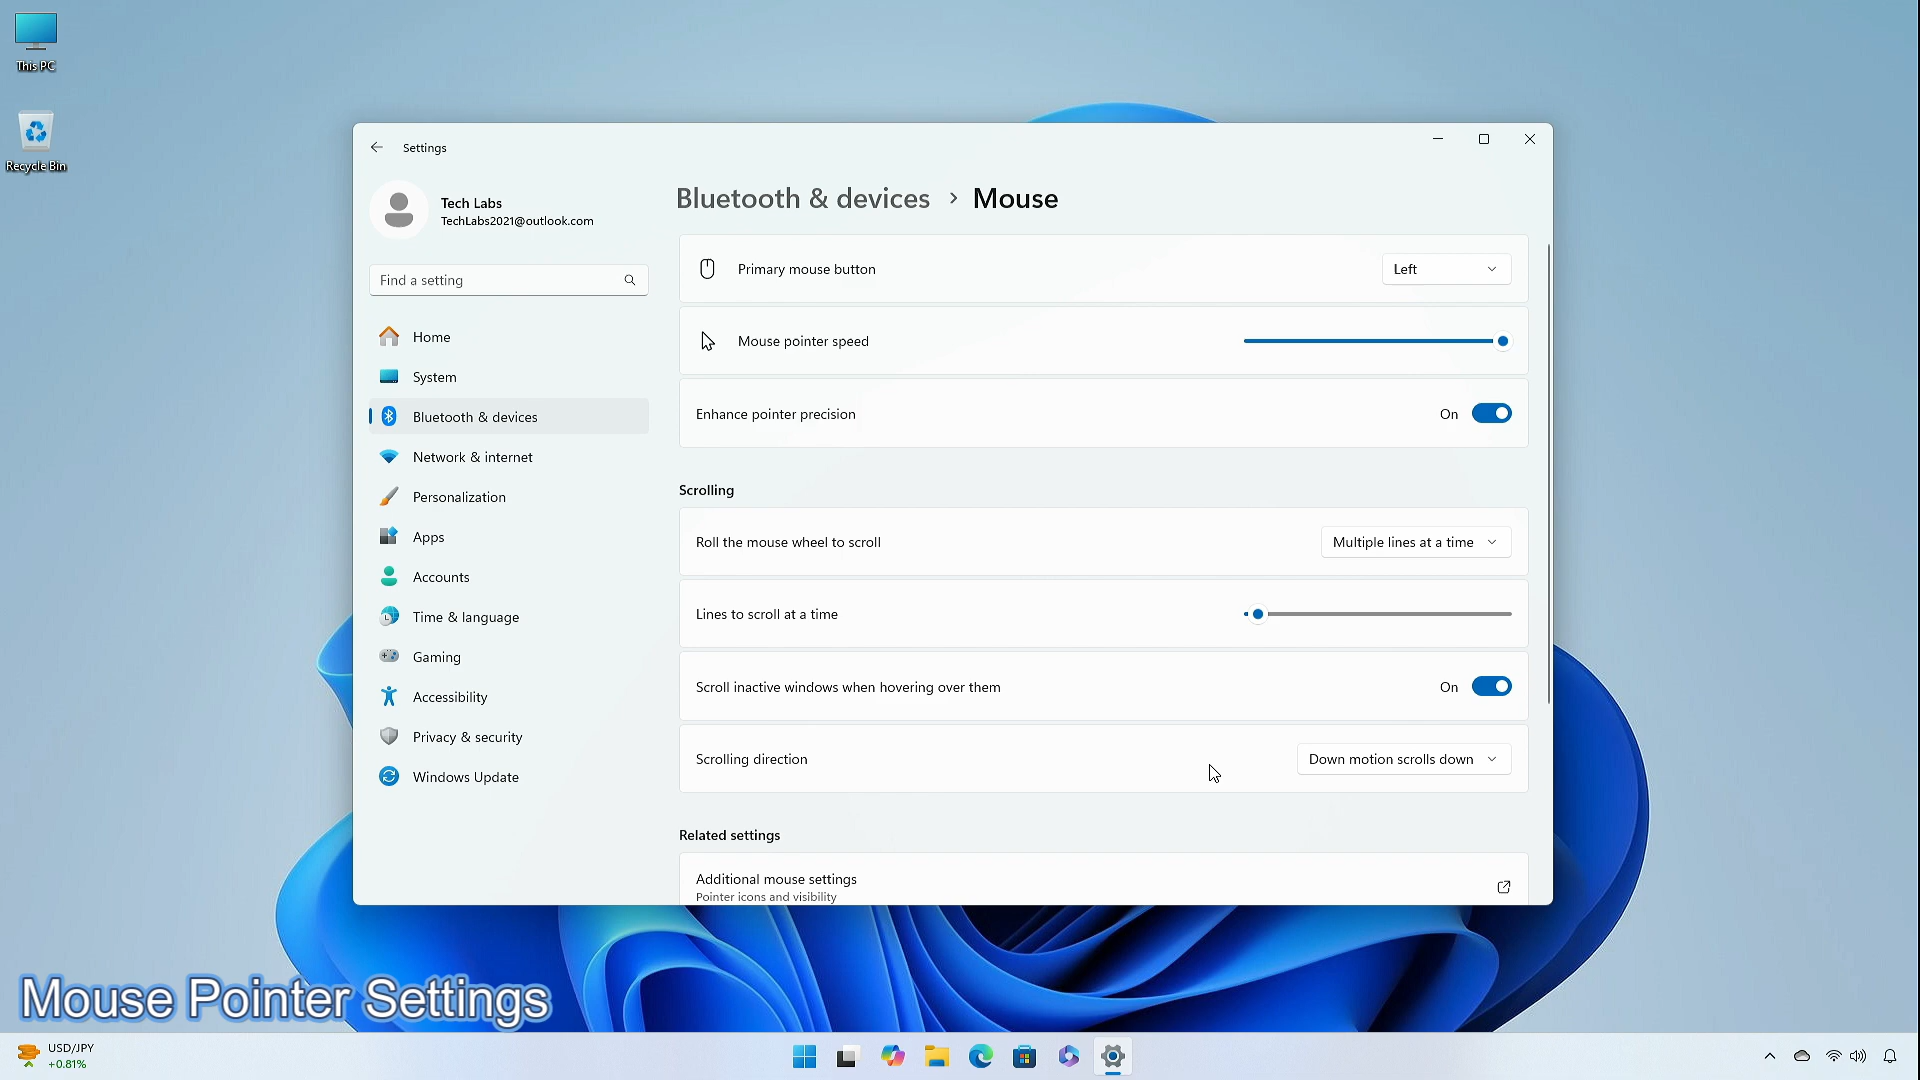 This PC
Recycle Bin
Settings
Tech Labs
TechLabs2021@outlook.com
Find a setting
Home
System
Bluetooth & devices
Network & internet
Personalization
Apps
Accounts
Time & language
Gaming
Accessibility
Privacy & security
Windows Update
Bluetooth & devices › Mouse
Primary mouse button
Left
Mouse pointer speed
Enhance pointer precision
On
Scrolling
Roll the mouse wheel to scroll
Multiple lines at a time
Lines to scroll at a time
Scroll inactive windows when hovering over them
On
Scrolling direction
Down motion scrolls down
Related settings
Additional mouse settings
Pointer icons and visibility
Mouse Pointer Settings
USD/JPY
+0.81%